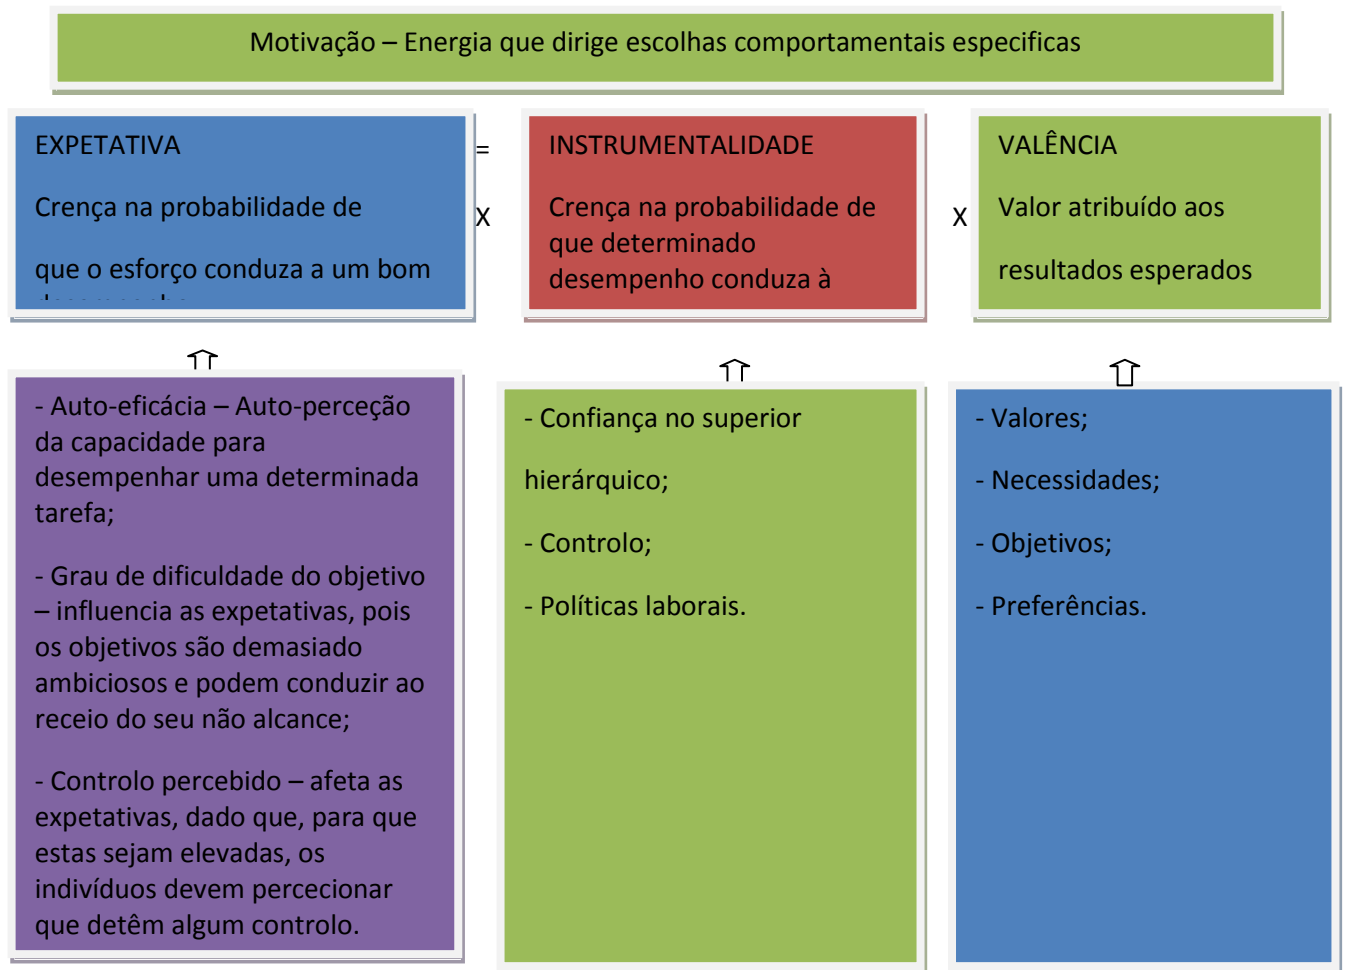 Motivação – Energia que dirige escolhas comportamentais especificas
EXPETATIVA
Crença na probabilidade de
que o esforço conduza a um bom
=
X
INSTRUMENTALIDADE
Crença na probabilidade de
que determinado
desempenho conduza à
X
VALÊNCIA
Valor atribuído aos
resultados esperados
- Auto-eficácia – Auto-perceção
da capacidade para
desempenhar uma determinada
tarefa;
- Grau de dificuldade do objetivo
– influencia as expetativas, pois
os objetivos são demasiado
ambiciosos e podem conduzir ao
receio do seu não alcance;
- Controlo percebido – afeta as
expetativas, dado que, para que
estas sejam elevadas, os
indivíduos devem percecionar
que detêm algum controlo.
- Confiança no superior
hierárquico;
- Controlo;
- Políticas laborais.
- Valores;
- Necessidades;
- Objetivos;
- Preferências.